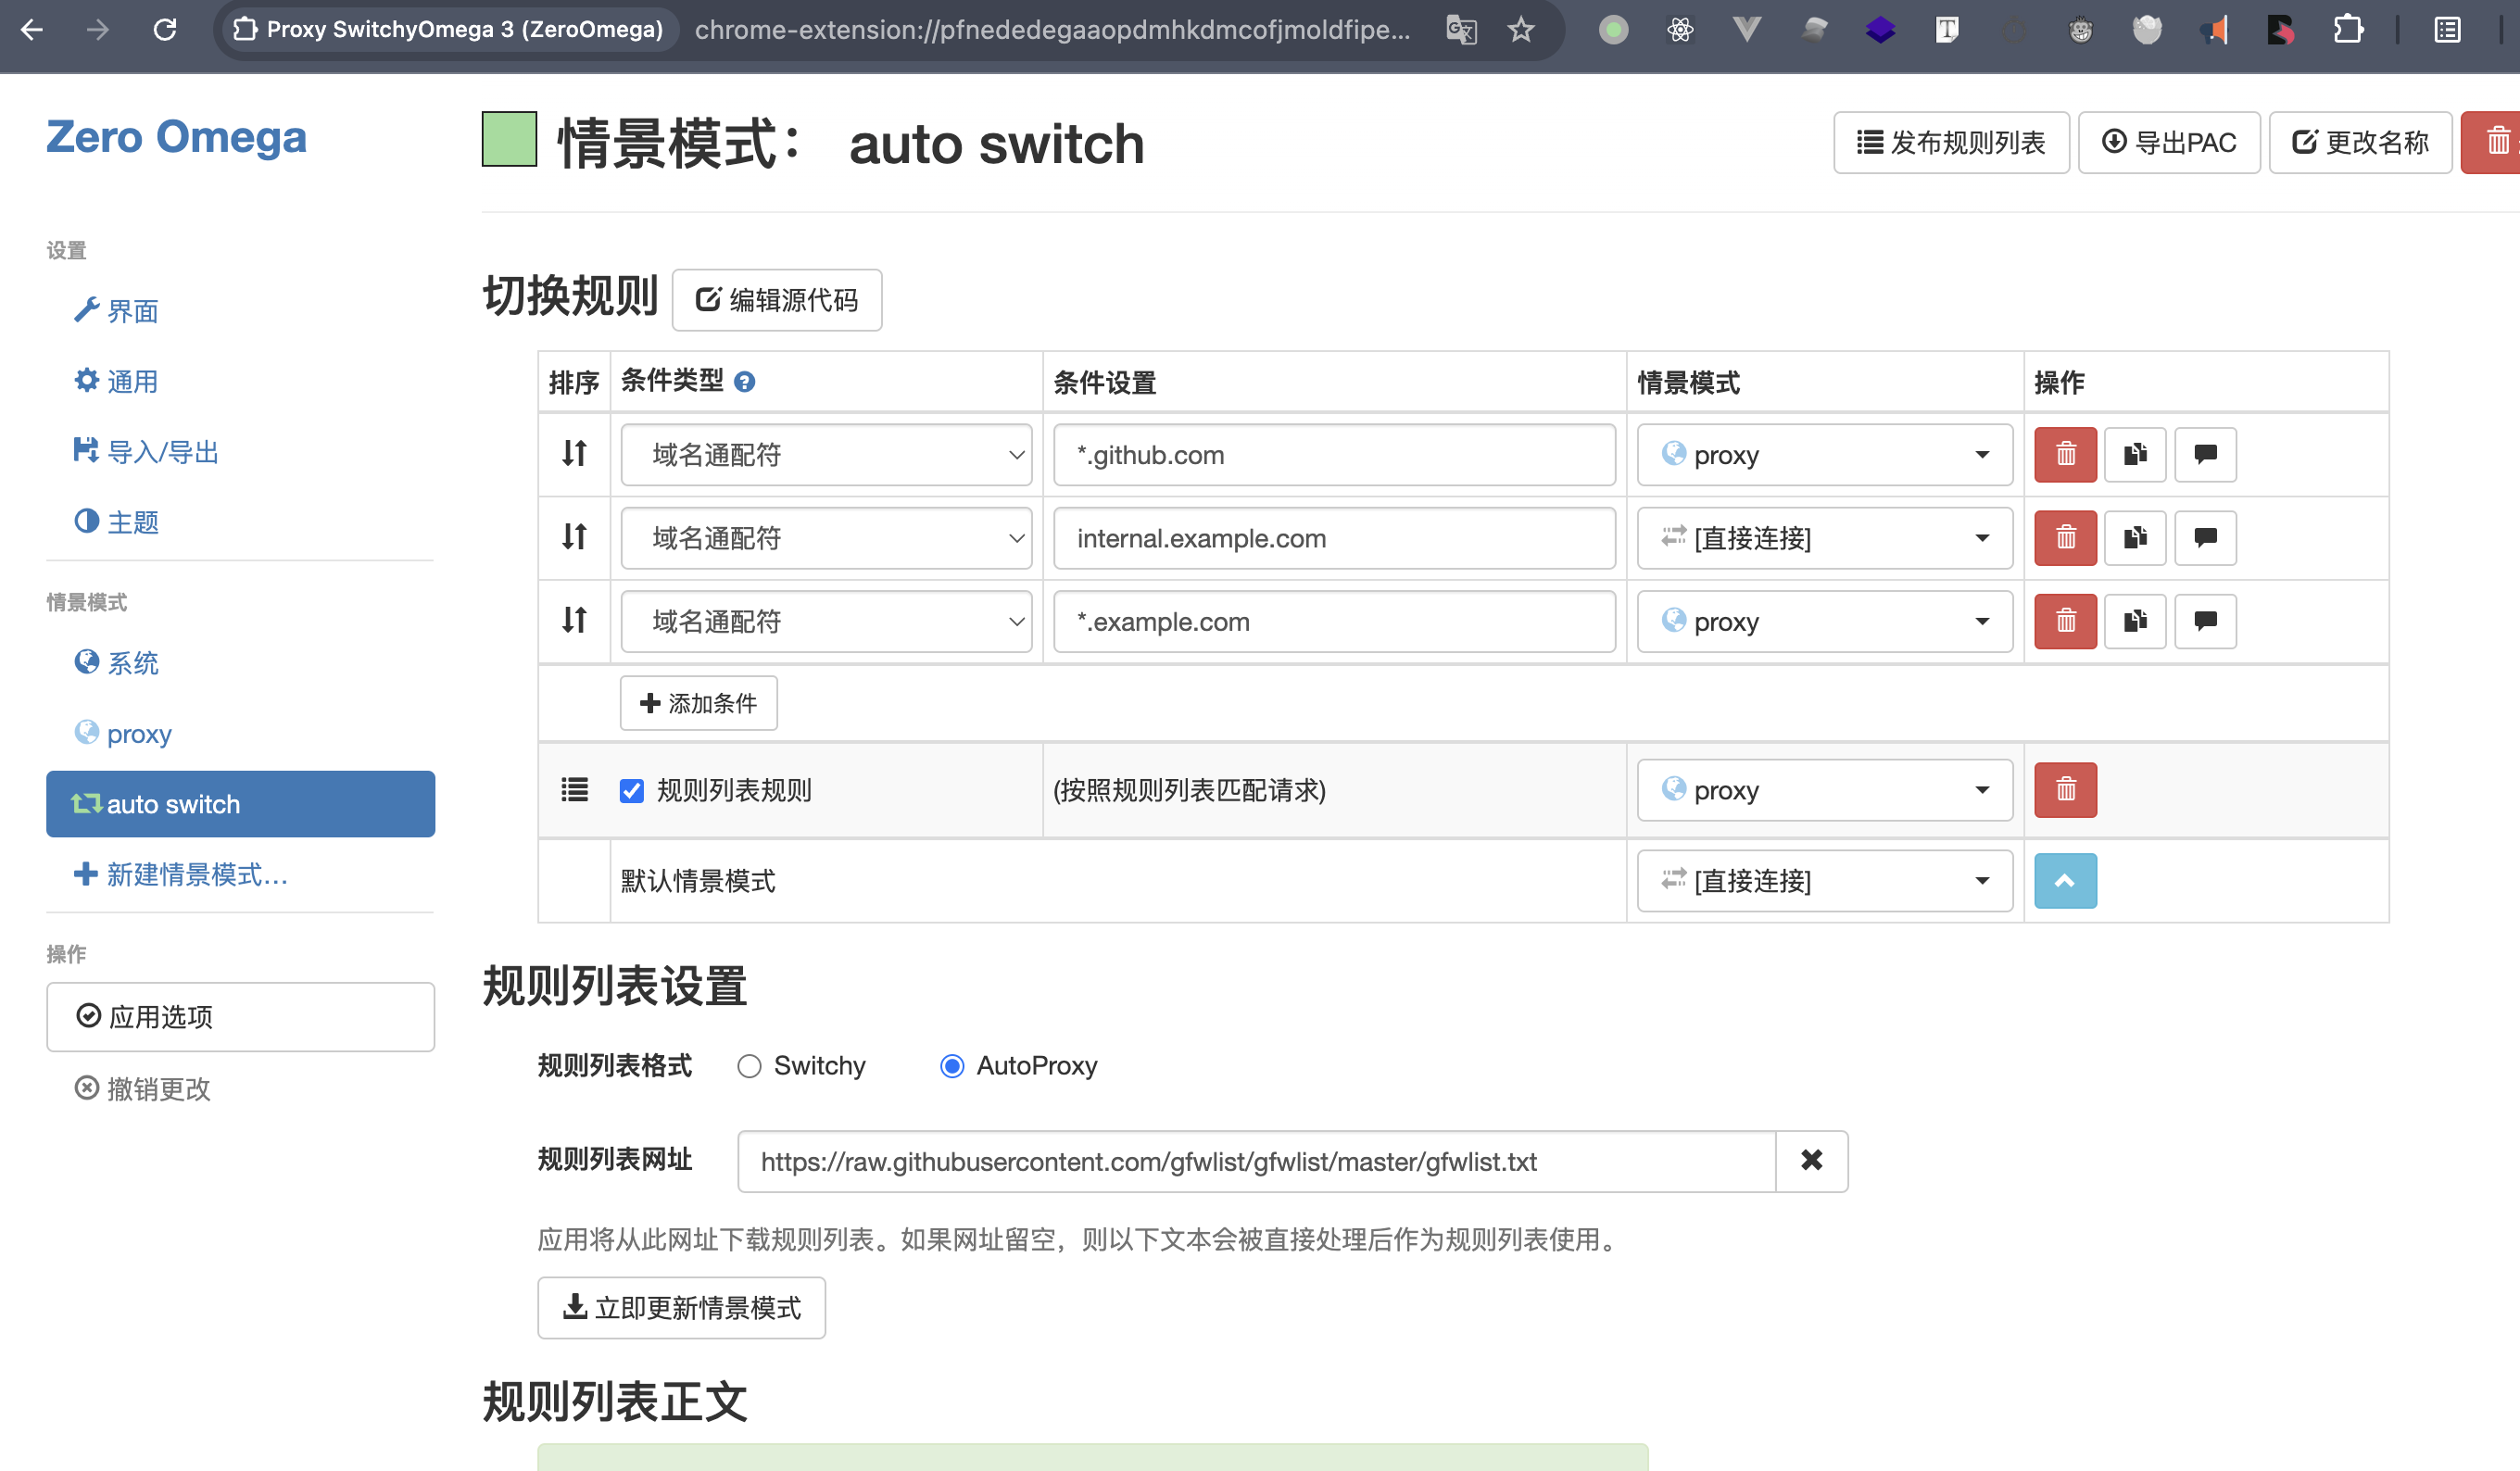 Proxy SwitchyOmega 3 (ZeroOmega)
chrome-extension://pfnededegaaopdmhkdmcofjmoldfipe...
Zero Omega
情景模式： auto switch
发布规则列表
导出PAC
更改名称
设置
界面
通用
导入/导出
主题
情景模式
系统
proxy
auto switch
新建情景模式...
操作
应用选项
撤销更改
切换规则
编辑源代码
排序 条件类型 条件设置 情景模式 操作
域名通配符 *.github.com proxy
域名通配符 internal.example.com [直接连接]
域名通配符 *.example.com proxy
添加条件
规则列表规则 (按照规则列表匹配请求) proxy
默认情景模式 [直接连接]
规则列表设置
规则列表格式 Switchy AutoProxy
规则列表网址 https://raw.githubusercontent.com/gfwlist/gfwlist/master/gfwlist.txt
应用将从此网址下载规则列表。如果网址留空，则以下文本会被直接处理后作为规则列表使用。
立即更新情景模式
规则列表正文